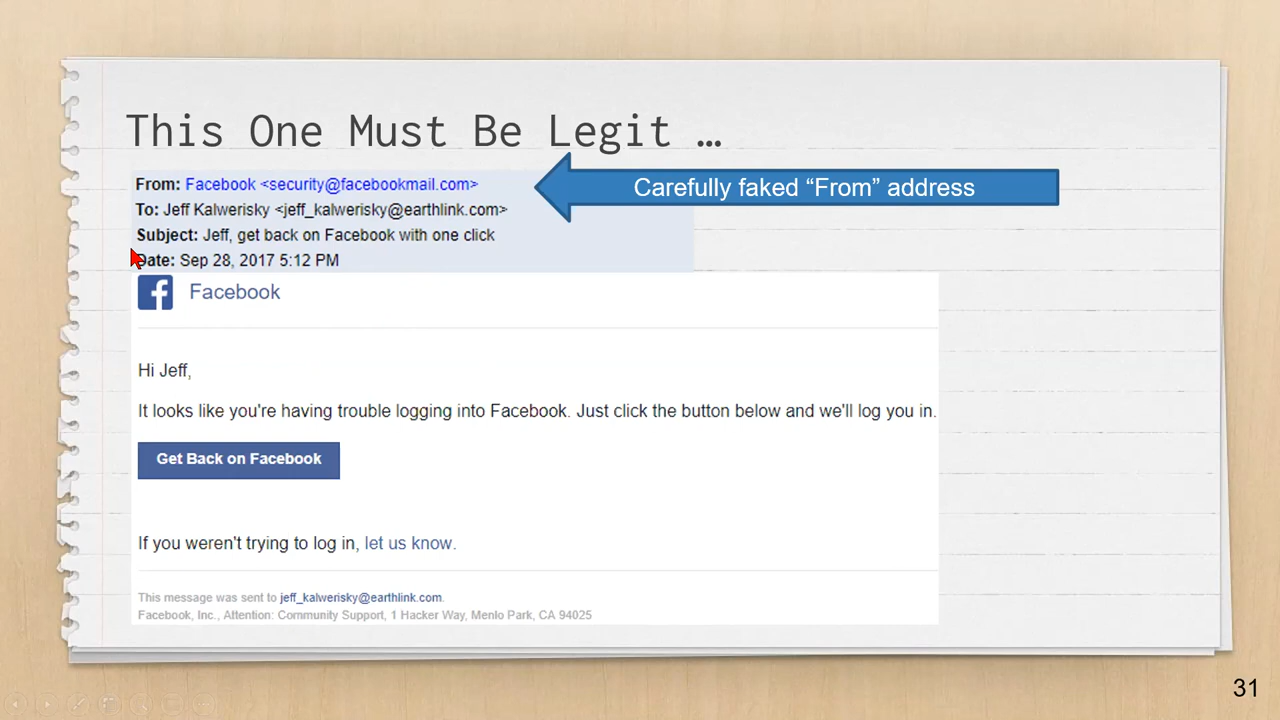 This One Must Be Legit …
From: Facebook <security@facebookmail.com>
Carefully faked “From” address
To: Jeff Kalwerisky <jeff_kalwerisky@earthlink.com>
Subject: Jeff, get back on Facebook with one click
Date: Sep 28, 2017 5:12 PM
f Facebook
Hi Jeff,
It looks like you're having trouble logging into Facebook. Just click the button below and we'll log you in.
Get Back on Facebook
If you weren't trying to log in, let us know.
This message was sent to jeff_kalwerisky@earthlink.com.
Facebook, Inc., Attention: Community Support, 1 Hacker Way, Menlo Park, CA 94025
31